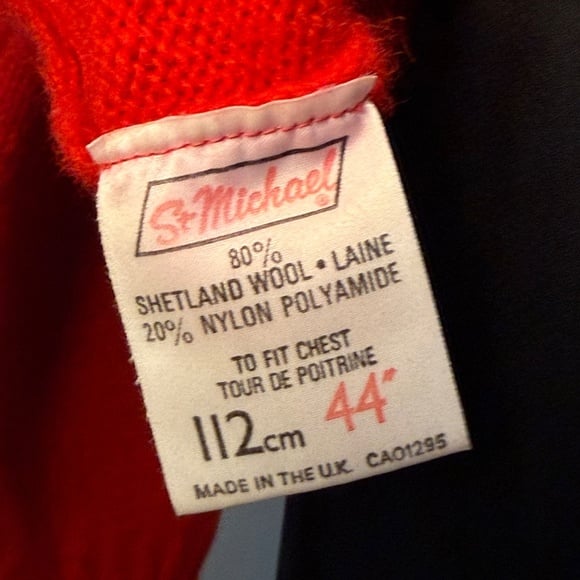 St Michael®
80%
SHETLAND WOOL • LAINE
20% NYLON POLYAMIDE
TO FIT CHEST
TOUR DE POITRINE
112cm 44"
MADE IN THE U.K. CA01295